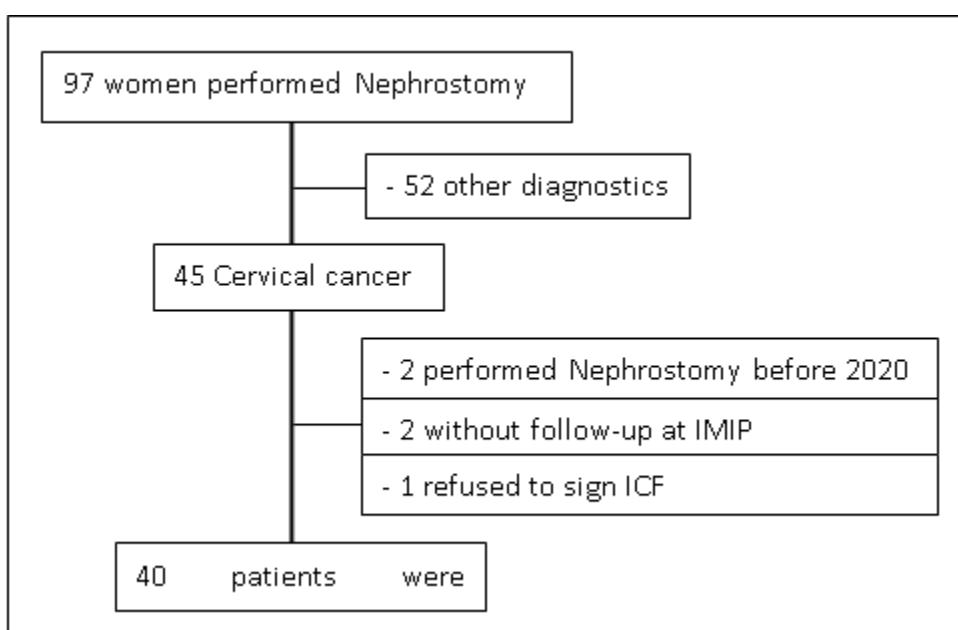 97 women performed Nephrostomy
- 52 other diagnostics
45 Cervical cancer
- 2 performed Nephrostomy before 2020
- 2 without follow-up at IMIP
- 1 refused to sign ICF
40 patients were